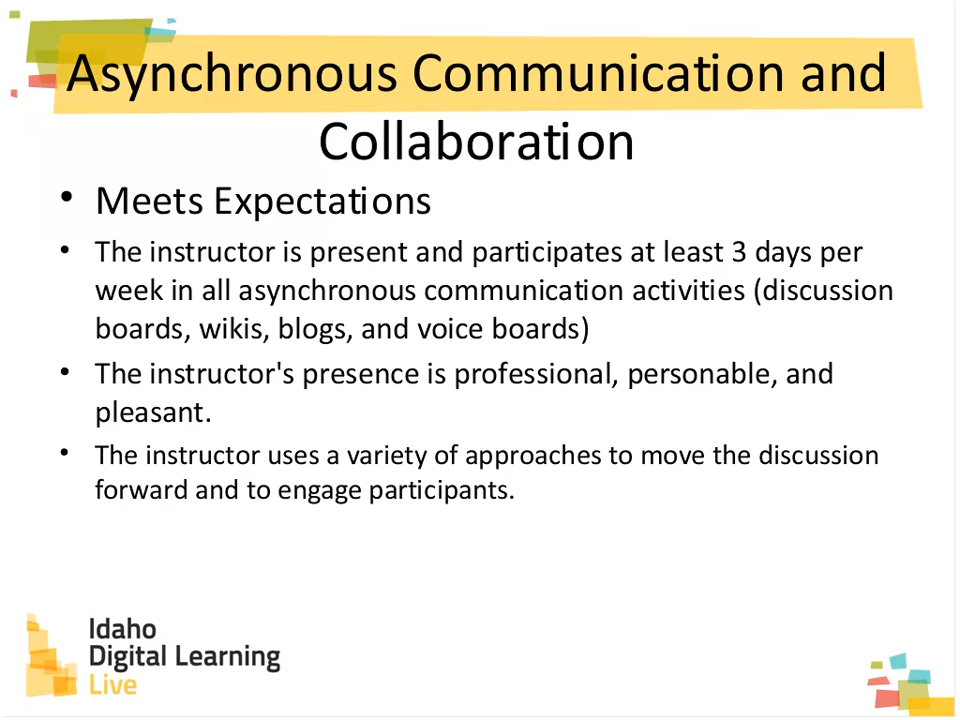 Asynchronous Communication and
Collaboration
• Meets Expectations
• The instructor is present and participates at least 3 days per
week in all asynchronous communication activities (discussion
boards, wikis, blogs, and voice boards)
• The instructor's presence is professional, personable, and
pleasant.
• The instructor uses a variety of approaches to move the discussion
forward and to engage participants.
Idaho
Digital Learning
Live